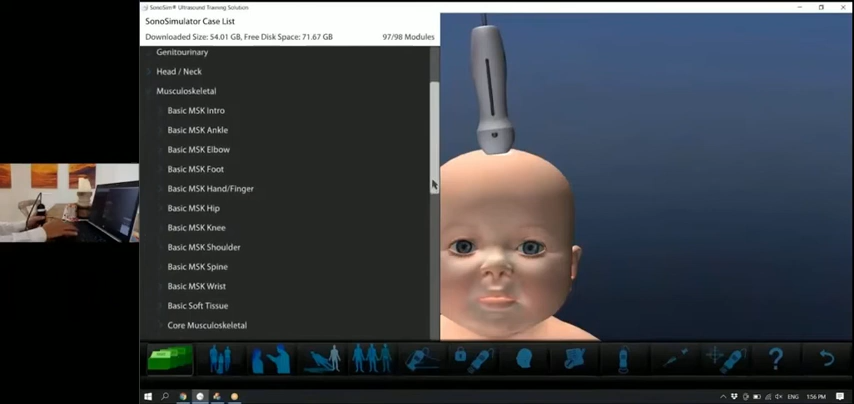 SonoSim® Ultrasound Training Solution
SonoSimulator Case List
Downloaded Size: 54.01 GB, Free Disk Space: 71.67 GB 97/98 Modules
Genitourinary
Head / Neck
Musculoskeletal
Basic MSK Intro
Basic MSK Ankle
Basic MSK Elbow
Basic MSK Foot
Basic MSK Hand/Finger
Basic MSK Hip
Basic MSK Knee
Basic MSK Shoulder
Basic MSK Spine
Basic MSK Wrist
Basic Soft Tissue
Core Musculoskeletal
?
ENG 1:56 PM